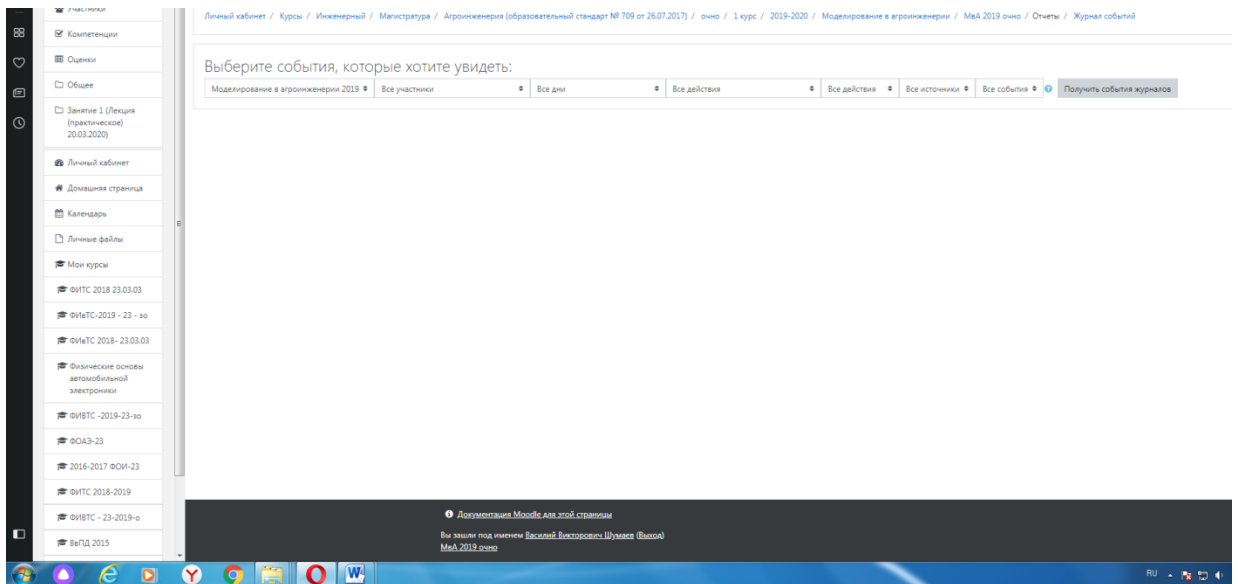 Участники
Компетенции
Оценки
Общее
Занятие 1 (Лекция
(практическое)
20.03.2020)
Личный кабинет
Домашняя страница
Календарь
Личные файлы
Мои курсы
ФИТС 2018 23.03.03
ФИвТС-2019 - 23 - зо
ФИвТС 2018- 23.03.03
Физические основы
автомобильной
электроники
ФИВТС -2019-23-зо
ФОАЭ-23
2016-2017 ФОИ-23
ФИТС 2018-2019
ФИВТС - 23-2019-о
ВвПД 2015
Личный кабинет / Курсы / Инженерный / Магистратура / Агроинженерия (образовательный стандарт № 709 от 26.07.2017) / очно / 1 курс / 2019-2020 / Моделирование в агроинженерии / МвА 2019 очно / Отчеты / Журнал событий
Выберите события, которые хотите увидеть:
Моделирование в агроинженерии 2019 Все участники Все дни Все действия Все действия Все источники Все события Получить события журналов
Документация Moodle для этой страницы
Вы зашли под именем Василий Викторович Шумаев (Выход)
МвА 2019 очно
RU